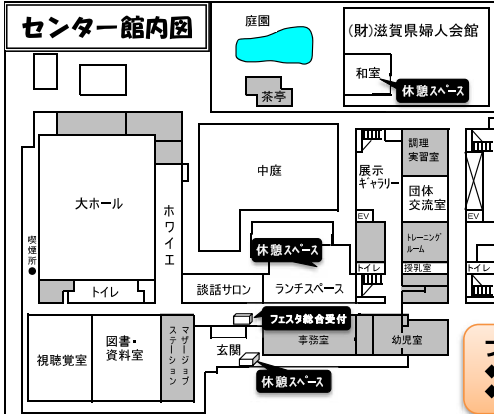 センター館内図
庭園
茶亭
(財)滋賀県婦人会館
和室
休憩スペース
大ホール
喫煙所
トイレ
ホワイエ
中庭
休憩スペース
談話サロン
ランチスペース
展示
ギャラリー
EV
トイレ
調理
実習室
団体
交流室
トレーニング
ルーム
授乳室
EV
トイレ
視聴覚室
図書・
資料室
マザージョブ
ステーション
フェスタ総合受付
玄関
事務室
幼児室
休憩スペース